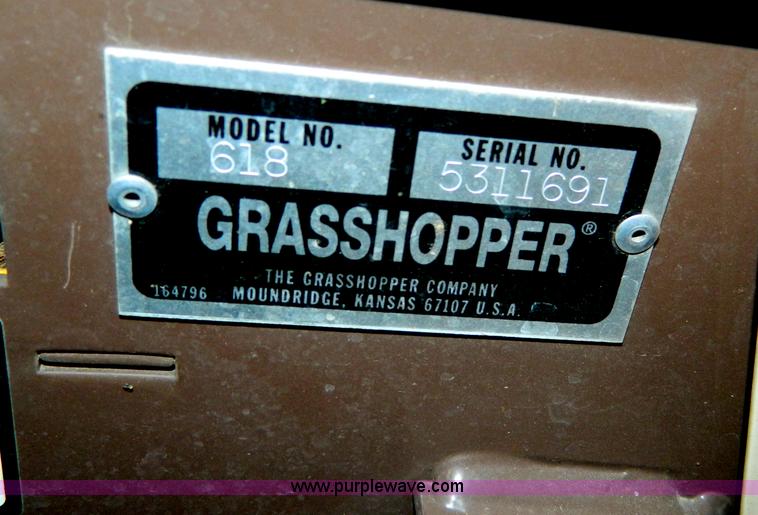 MODEL NO. SERIAL NO.
618 5311691
GRASSHOPPER®
THE GRASSHOPPER COMPANY
164796 MOUNDRIDGE, KANSAS 67107 U.S.A.
www.purplewave.com